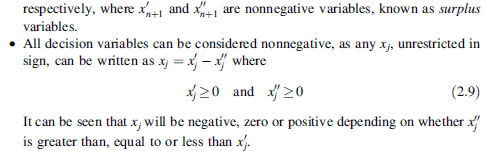 respectively, where x′ₙ₊₁ and x″ₙ₊₁ are nonnegative variables, known as surplus
variables.
• All decision variables can be considered nonnegative, as any xⱼ, unrestricted in
sign, can be written as xⱼ = x′ⱼ − x″ⱼ where
x′ⱼ ≥ 0 and x″ⱼ ≥ 0 (2.9)
It can be seen that xⱼ will be negative, zero or positive depending on whether x″ⱼ
is greater than, equal to or less than x′ⱼ.